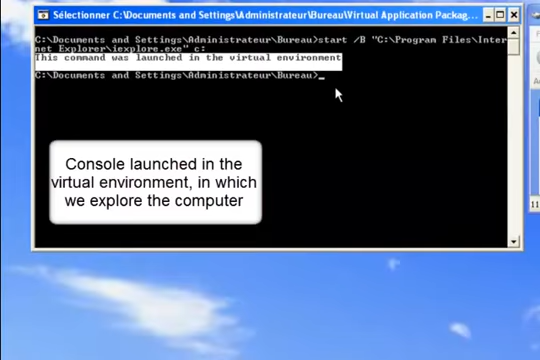 Sélectionner C:\Documents and Settings\Administrateur\Bureau\Virtual Application Packag...
C:\Documents and Settings\Administrateur\Bureau>start /B "C:\Program Files\Inter
net Explorer\iexplore.exe" c:
This command was launched in the virtual environment
C:\Documents and Settings\Administrateur\Bureau>_
Console launched in the
virtual environment, in which
we explore the computer